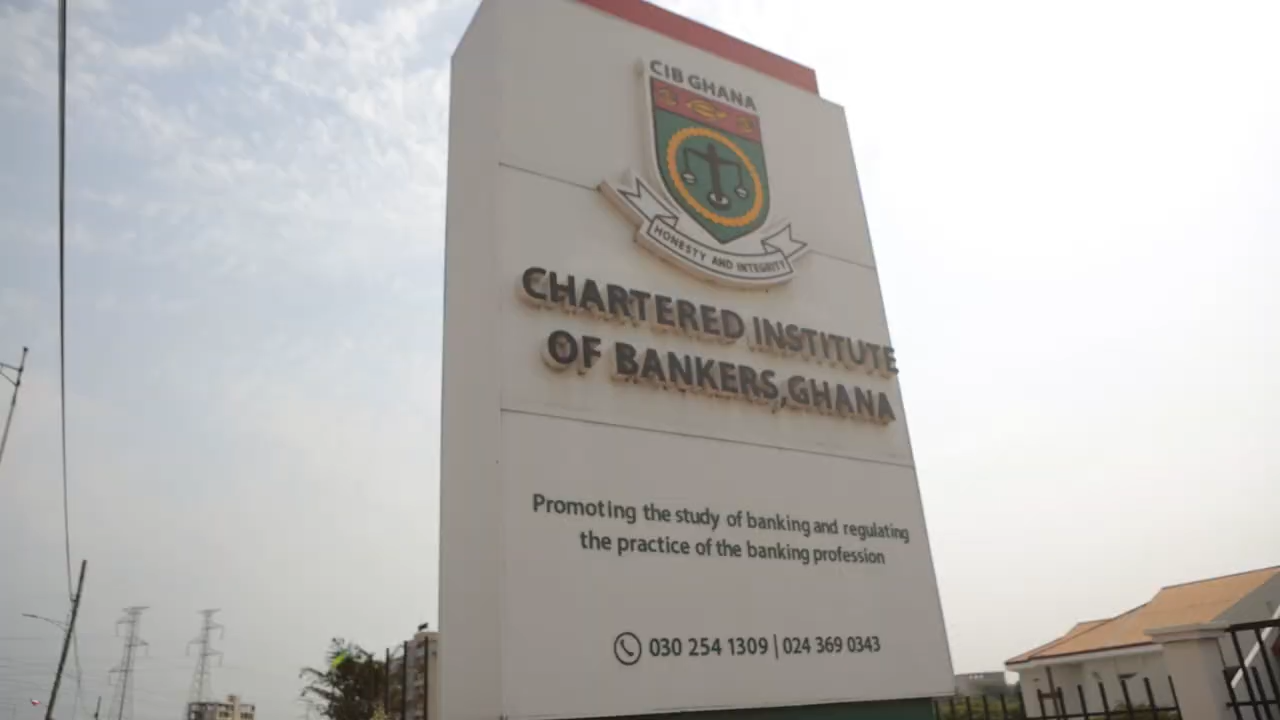 CIB GHANA
HONESTY AND INTEGRITY
CHARTERED INSTITUTE
OF BANKERS, GHANA
Promoting the study of banking and regulating
the practice of the banking profession
030 254 1309 | 024 369 0343